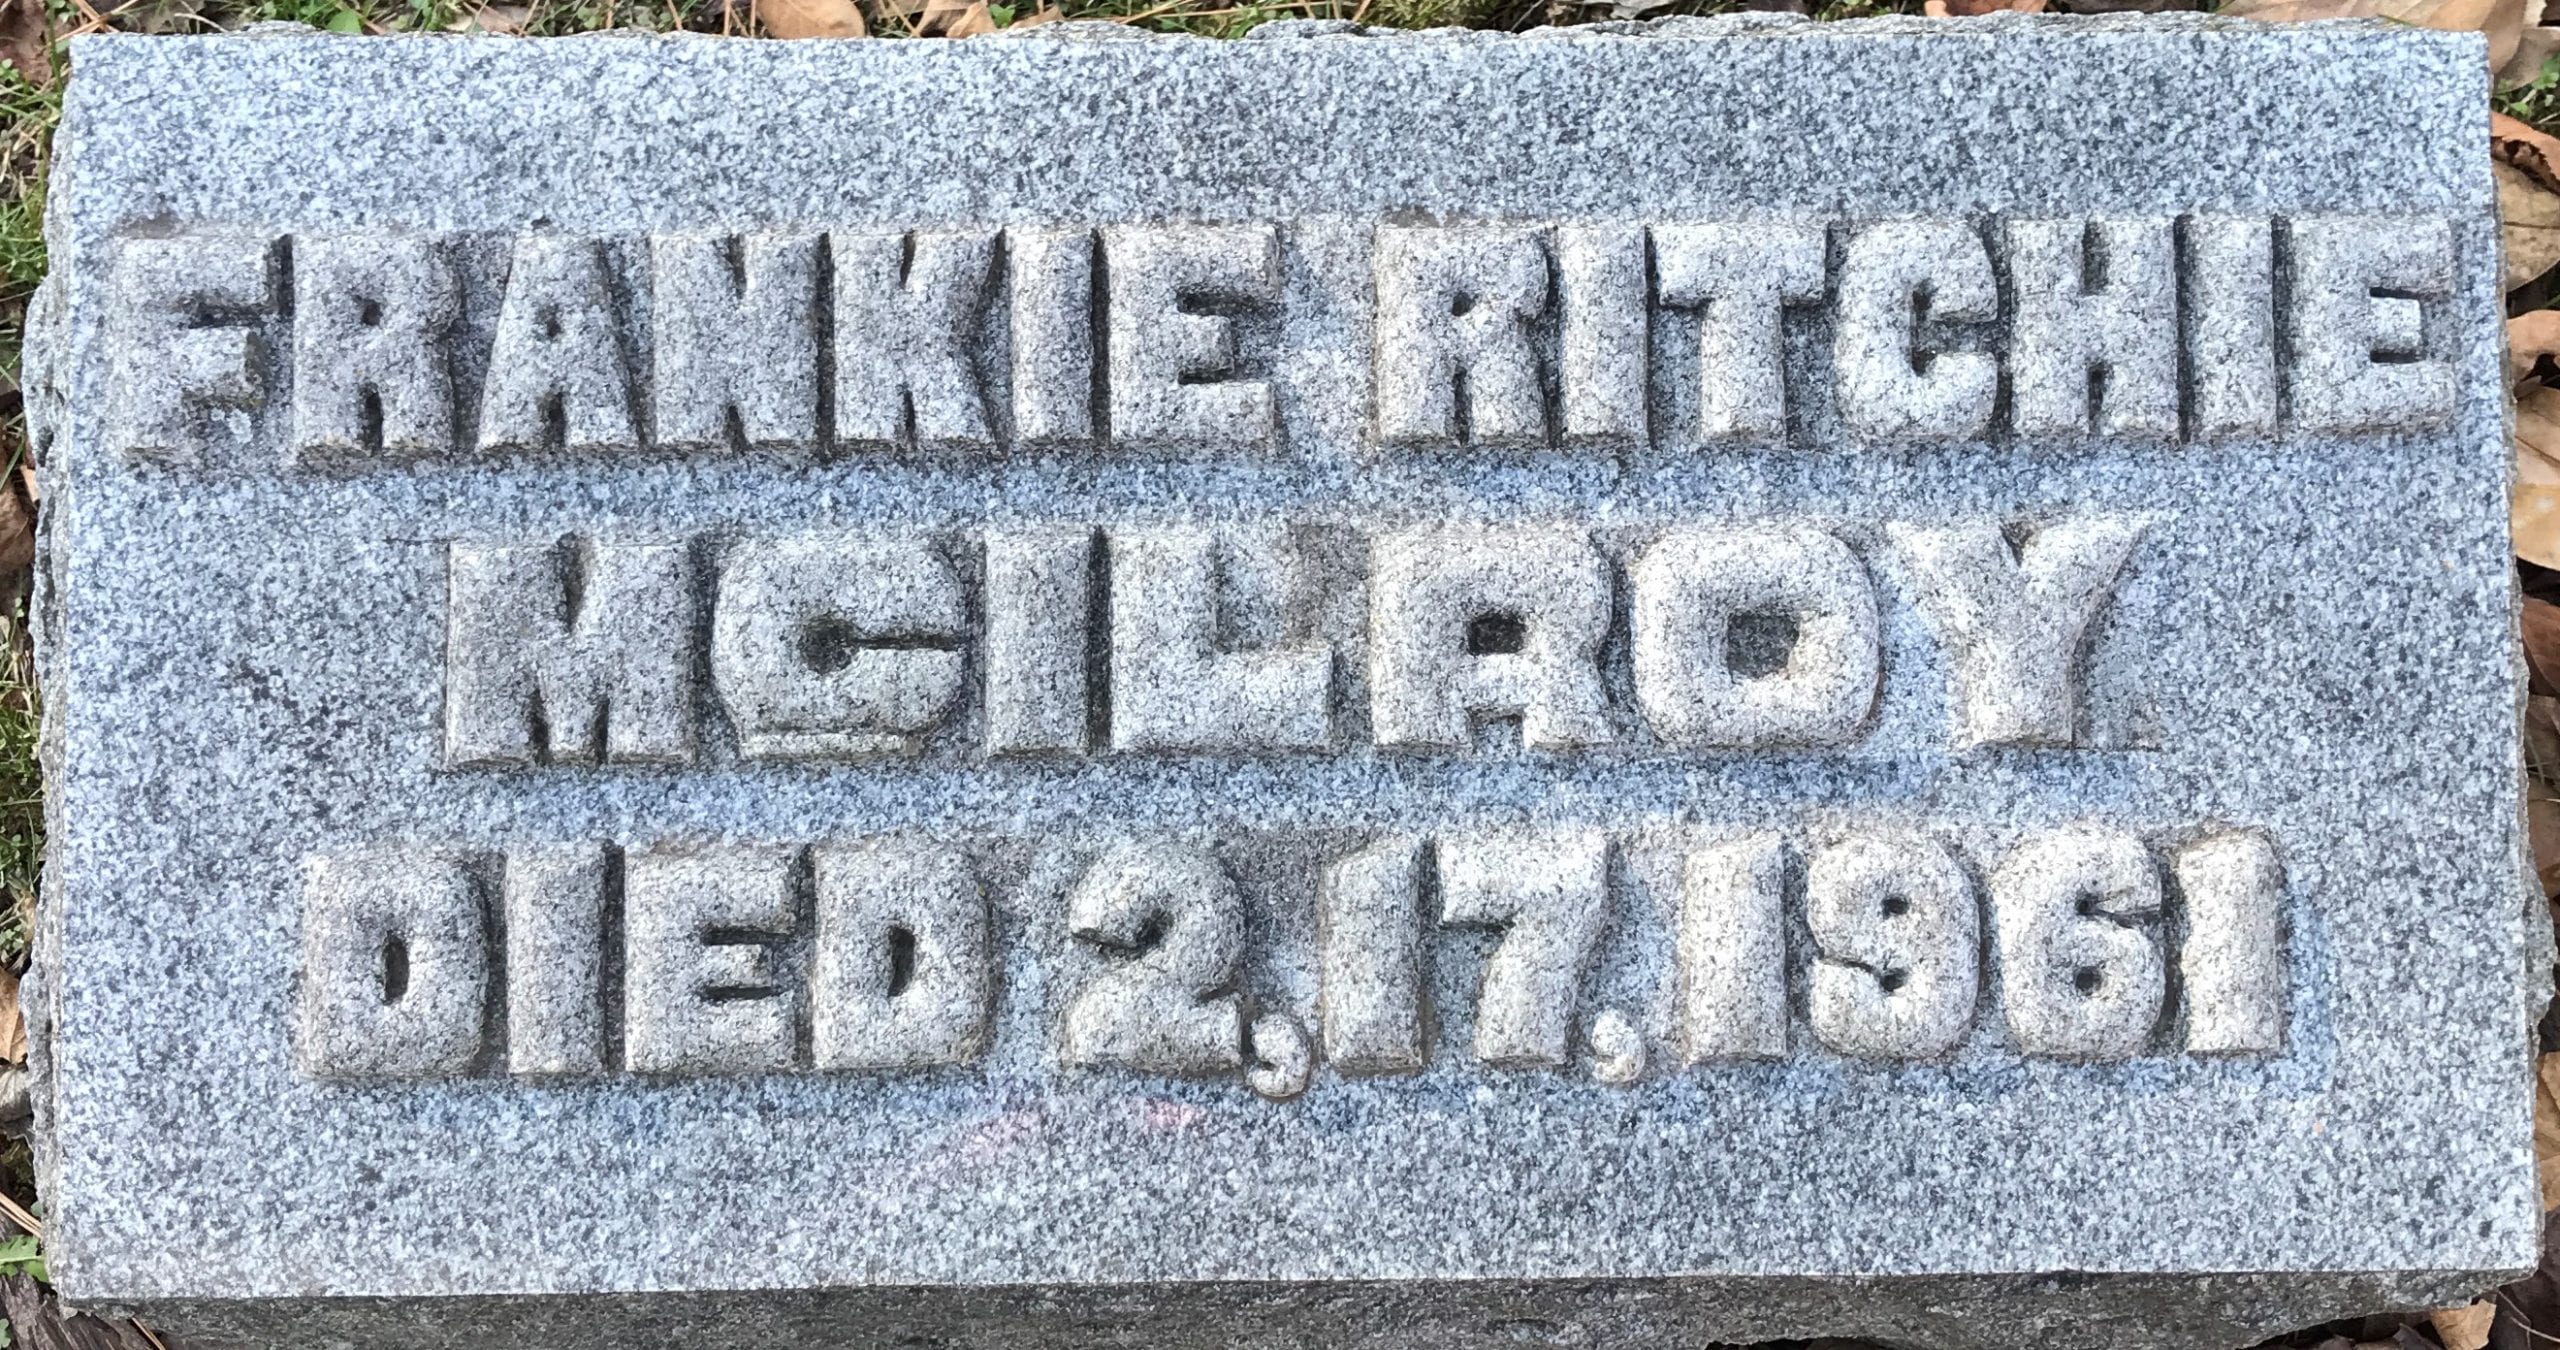 FRANKIE RITCHIE
MCILROY
DIED 2,17,1961